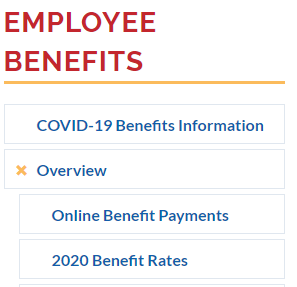 EMPLOYEE
BENEFITS
COVID-19 Benefits Information
Overview
Online Benefit Payments
2020 Benefit Rates